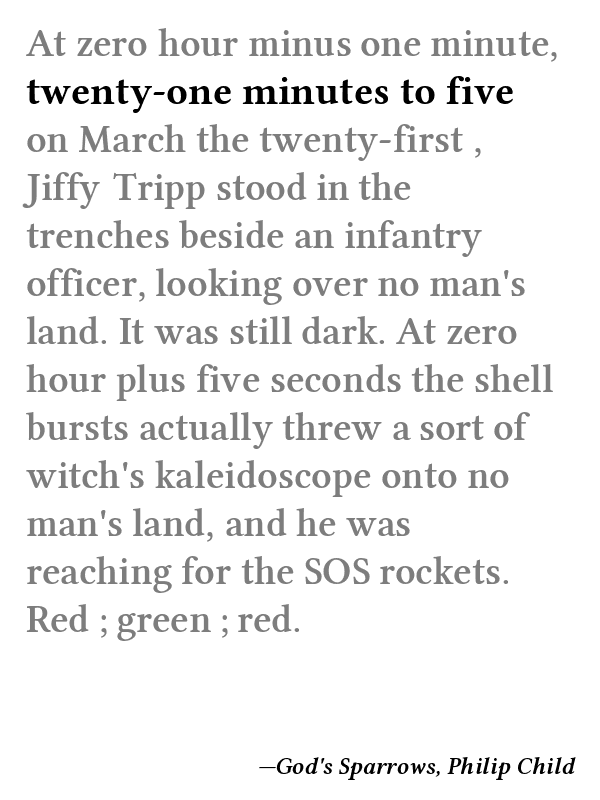 At zero hour minus one minute,
twenty-one minutes to five
on March the twenty-first ,
Jiffy Tripp stood in the
trenches beside an infantry
officer, looking over no man's
land. It was still dark. At zero
hour plus five seconds the shell
bursts actually threw a sort of
witch's kaleidoscope onto no
man's land, and he was
reaching for the SOS rockets.
Red ; green ; red.
—God's Sparrows, Philip Child